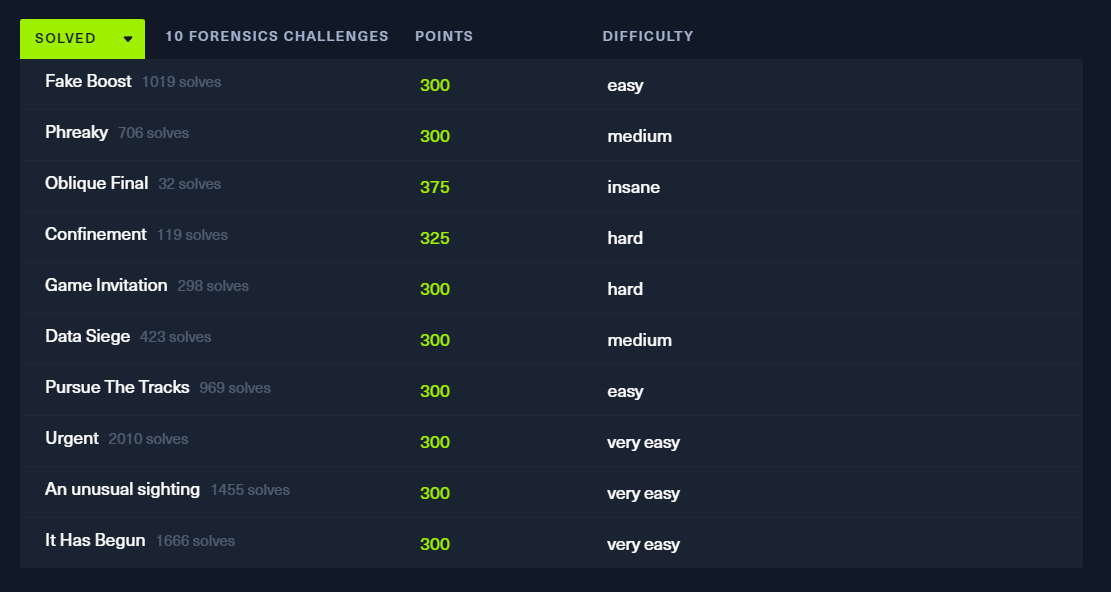 SOLVED 10 FORENSICS CHALLENGES POINTS DIFFICULTY
Fake Boost 1019 solves 300 easy
Phreaky 706 solves 300 medium
Oblique Final 32 solves 375 insane
Confinement 119 solves 325 hard
Game Invitation 298 solves 300 hard
Data Siege 423 solves 300 medium
Pursue The Tracks 969 solves 300 easy
Urgent 2010 solves 300 very easy
An unusual sighting 1455 solves 300 very easy
It Has Begun 1666 solves 300 very easy